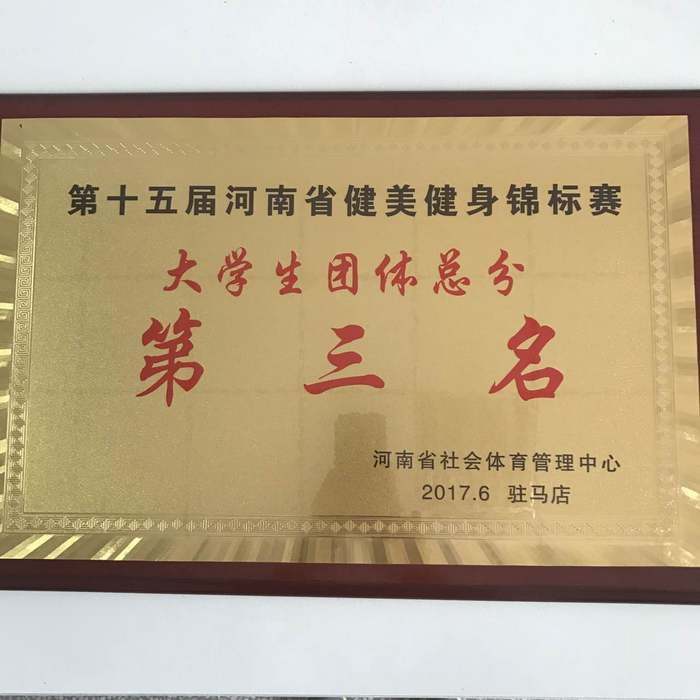 第十五届河南省健美健身锦标赛
大学生团体总分
第三名
河南省社会体育管理中心
2017.6 驻马店